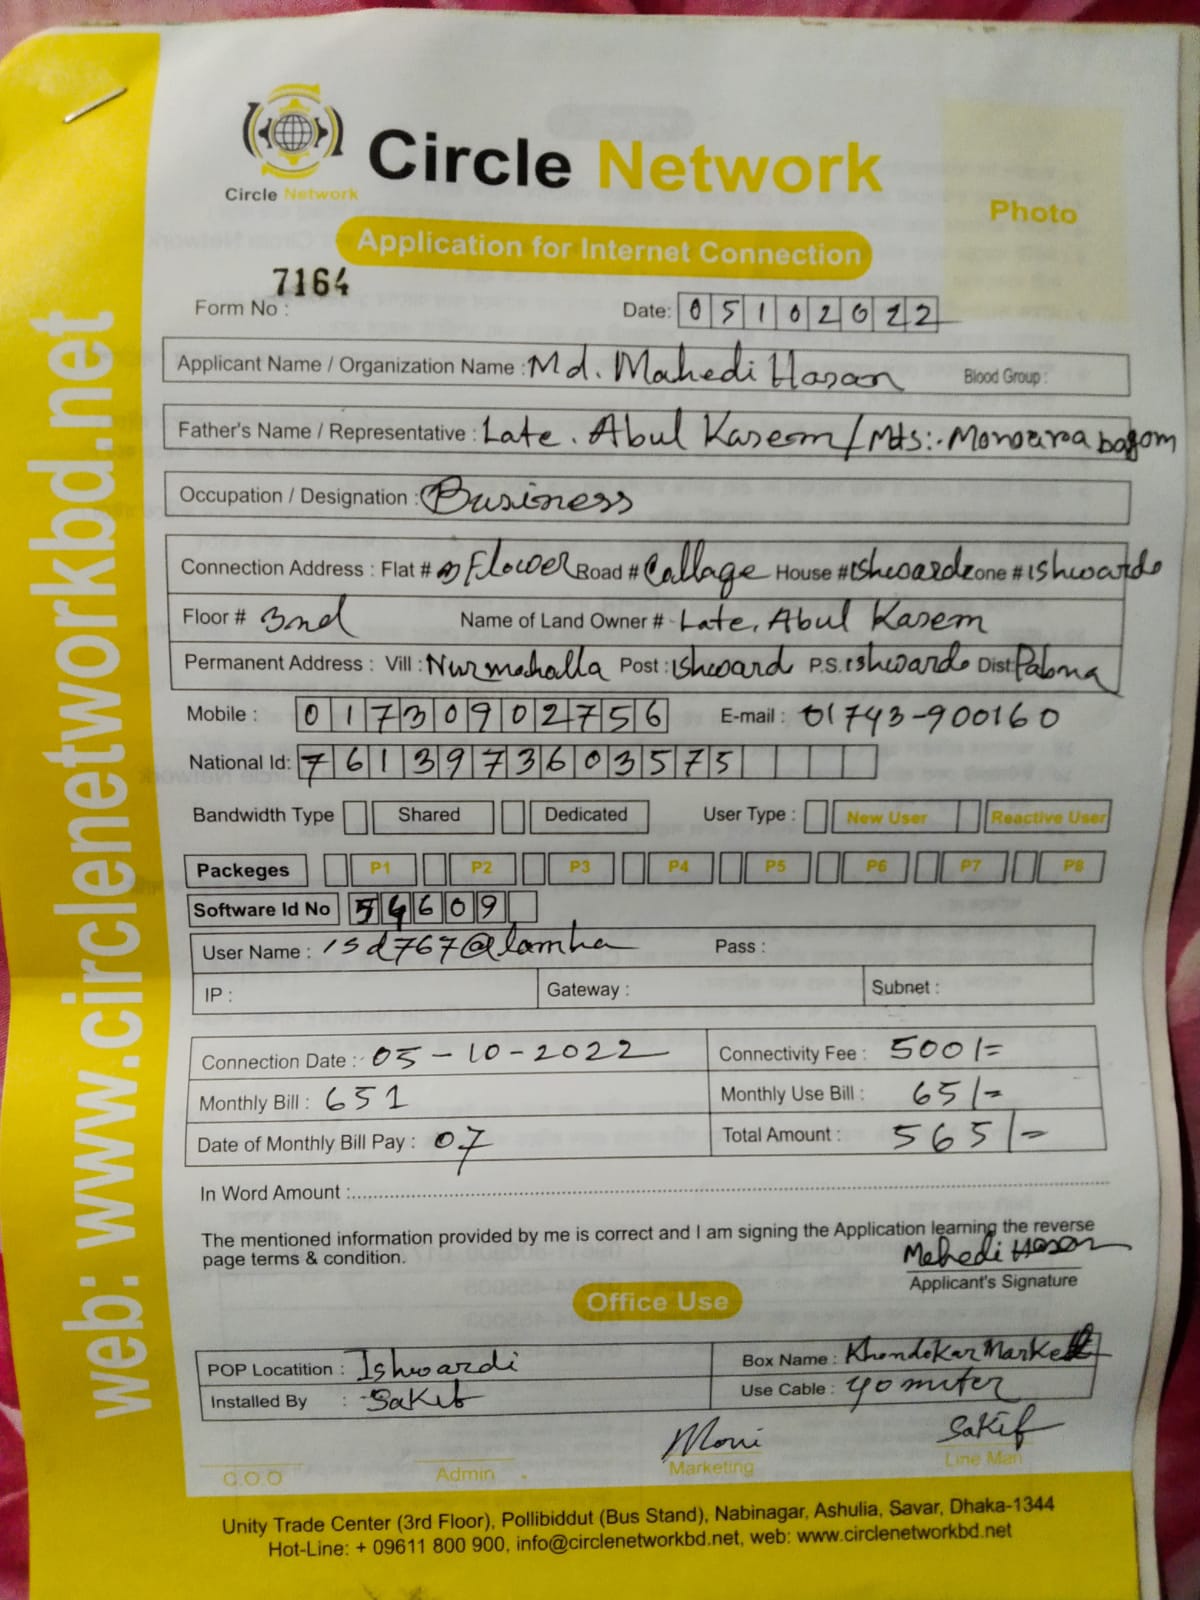 web: www.circlenetworkbd.net
Circle Network
Circle Network
Photo
Application for Internet Connection
Form No : 7164
Date: 05102022
Applicant Name / Organization Name : Md. Mahedi Hasan Blood Group :
Father's Name / Representative : Late. Abul Kasem / Mts:- Monoara bagom
Occupation / Designation : Business
Connection Address : Flat # Flower Road # Callage House # Ishward Zone # Ishwardo
Floor # 3nd Name of Land Owner # Late, Abul Kasem
Permanent Address : Vill : Nurmohalla Post : Ishward P.S. Ishwardo Dist: Pabna
Mobile : 01730902756 E-mail : 01743-900160
National Id: 7613973603575
Bandwidth Type Shared Dedicated User Type : New User Reactive User
Packeges P1 P2 P3 P4 P5 P6 P7 P8
Software Id No 54609
User Name : isd767@lamha Pass :
IP : Gateway : Subnet :
Connection Date : 05-10-2022 Connectivity Fee : 500/=
Monthly Bill : 651 Monthly Use Bill : 65/-
Date of Monthly Bill Pay : 07 Total Amount : 565/-
In Word Amount :
The mentioned information provided by me is correct and I am signing the Application learning the reverse
page terms & condition.
Mehedi Hasan
Applicant's Signature
Office Use
POP Locatition : Ishwardi Box Name : Khondokar Market
Installed By : Sakib Use Cable : 40 miter
Moni Sakif
C.O.O Admin Marketing Line Man
Unity Trade Center (3rd Floor), Pollibiddut (Bus Stand), Nabinagar, Ashulia, Savar, Dhaka-1344
Hot-Line: + 09611 800 900, info@circlenetworkbd.net, web: www.circlenetworkbd.net